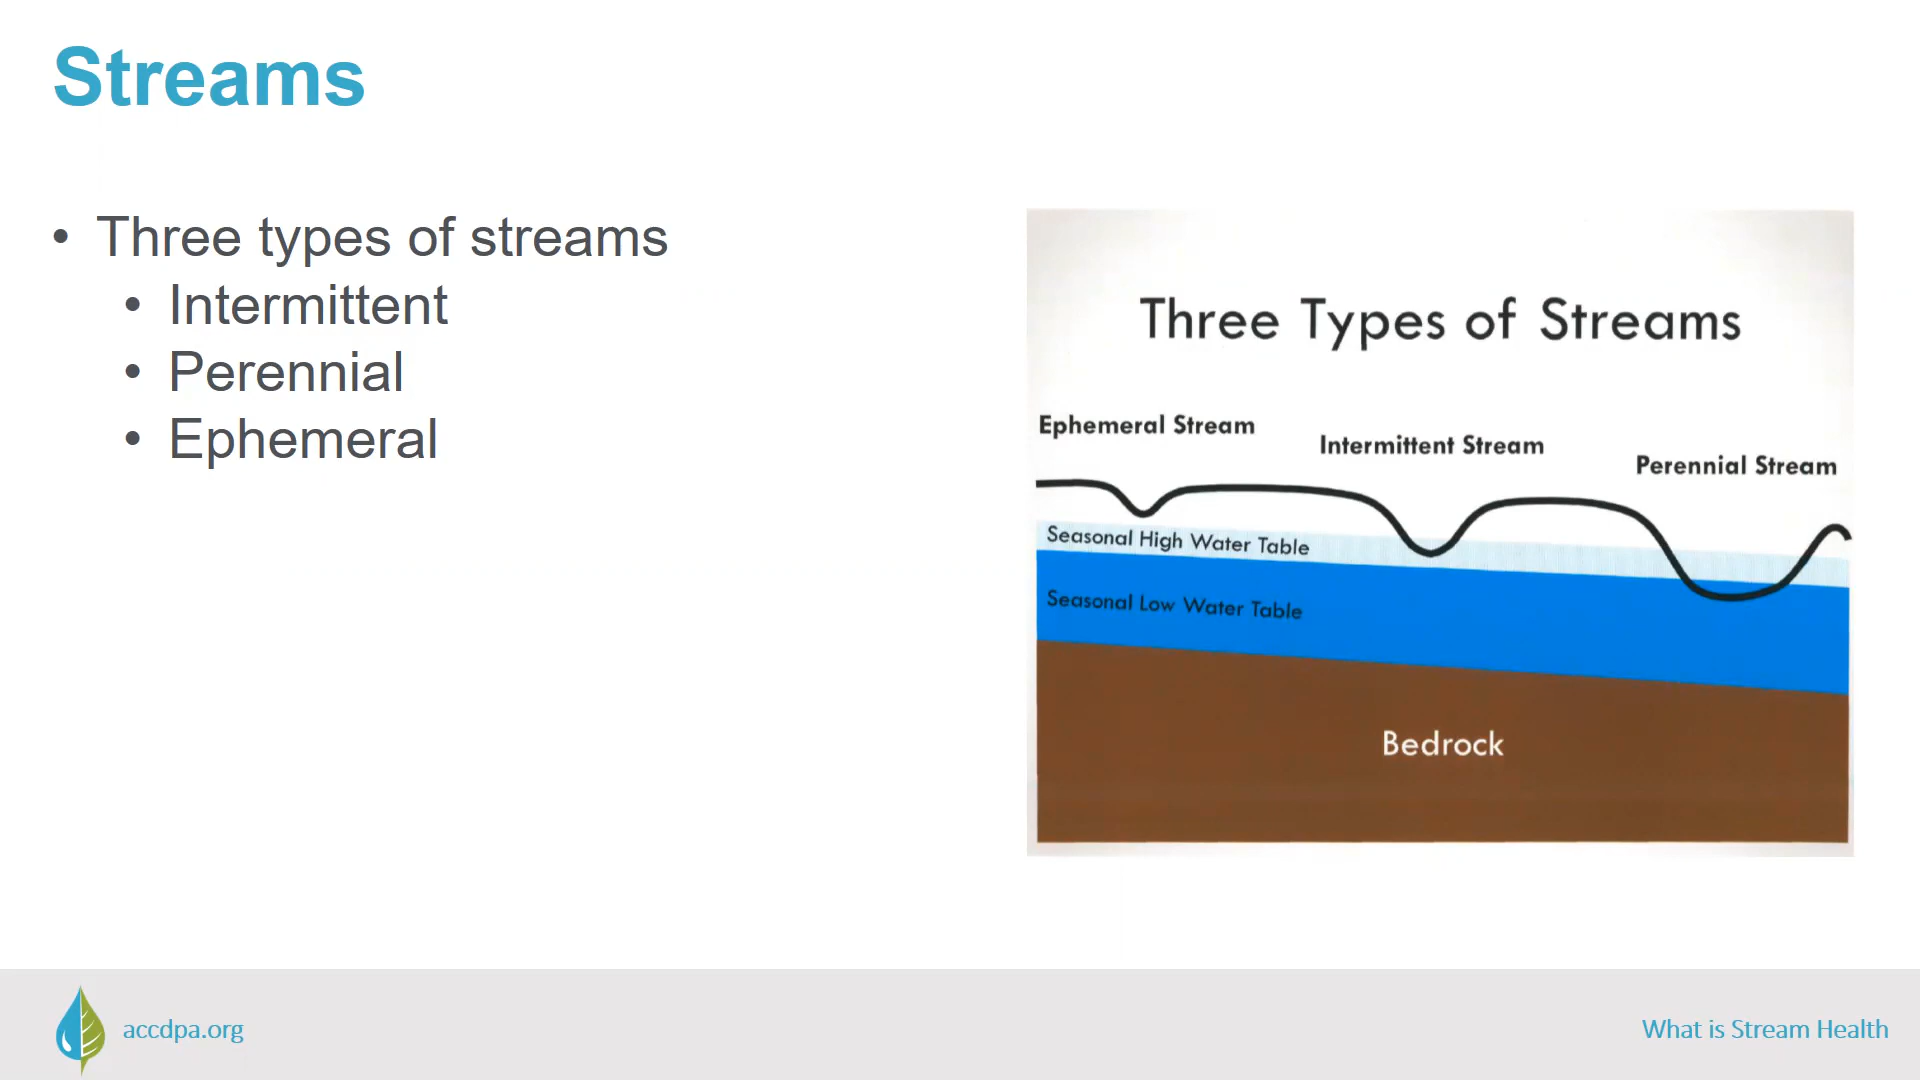 Streams
• Three types of streams
• Intermittent
• Perennial
• Ephemeral
Three Types of Streams
Ephemeral Stream
Intermittent Stream
Perennial Stream
Seasonal High Water Table
Seasonal Low Water Table
Bedrock
accdpa.org
What is Stream Health